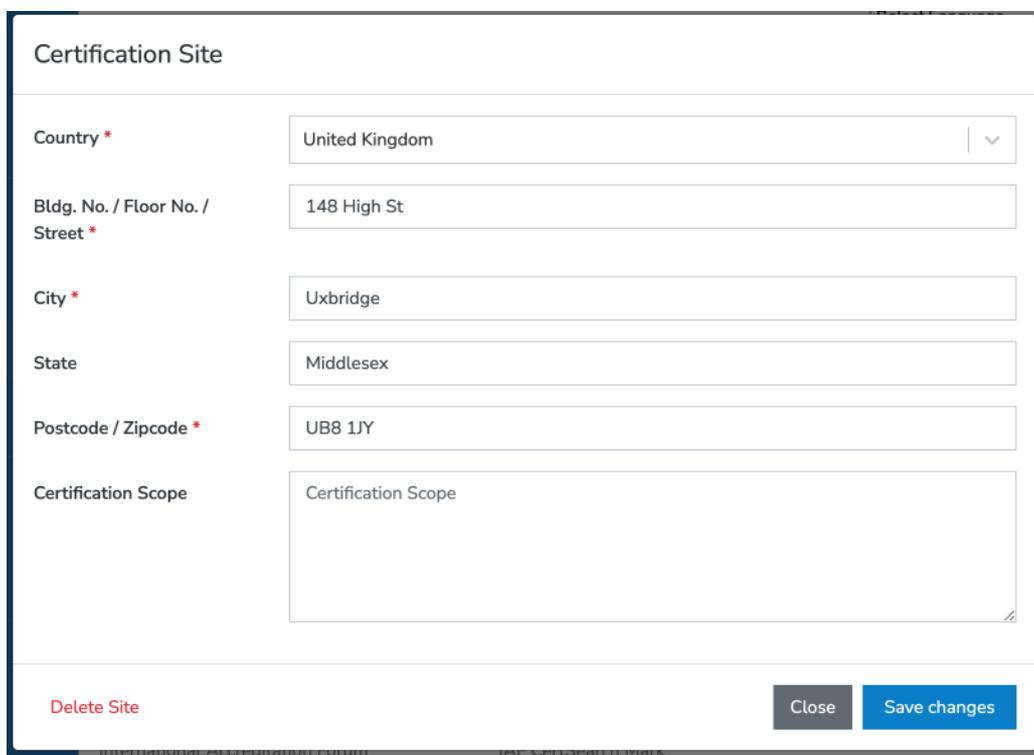 Certification Site
Country *
United Kingdom
Bldg. No. / Floor No. /
Street *
148 High St
City *
Uxbridge
State
Middlesex
Postcode / Zipcode *
UB8 1JY
Certification Scope
Certification Scope
Delete Site
Close
Save changes